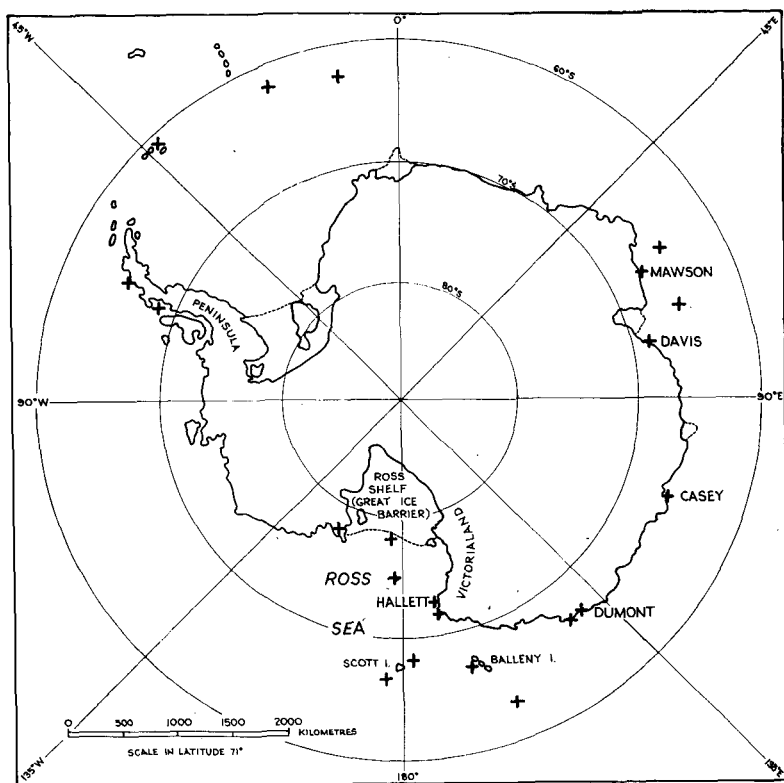 0°
45°W
45°E
60°S
70°S
80°S
MAWSON
PENINSULA
DAVIS
90°W
90°E
ROSS
SHELF
(GREAT ICE
BARRIER)
CASEY
VICTORIALAND
ROSS
HALLETT
DUMONT
SEA
SCOTT I.
BALLENY I.
0 500 1000 1500 2000 KILOMETRES
SCALE IN LATITUDE 71°
135°W
180°
135°E